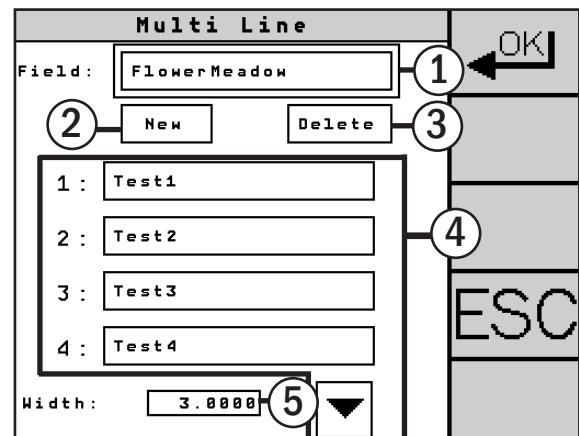 Multi Line
OK
Field: FlowerMeadow 1
2 New Delete 3
1: Test1
2: Test2
4
3: Test3
ESC
4: Test4
Width: 3.0000 5